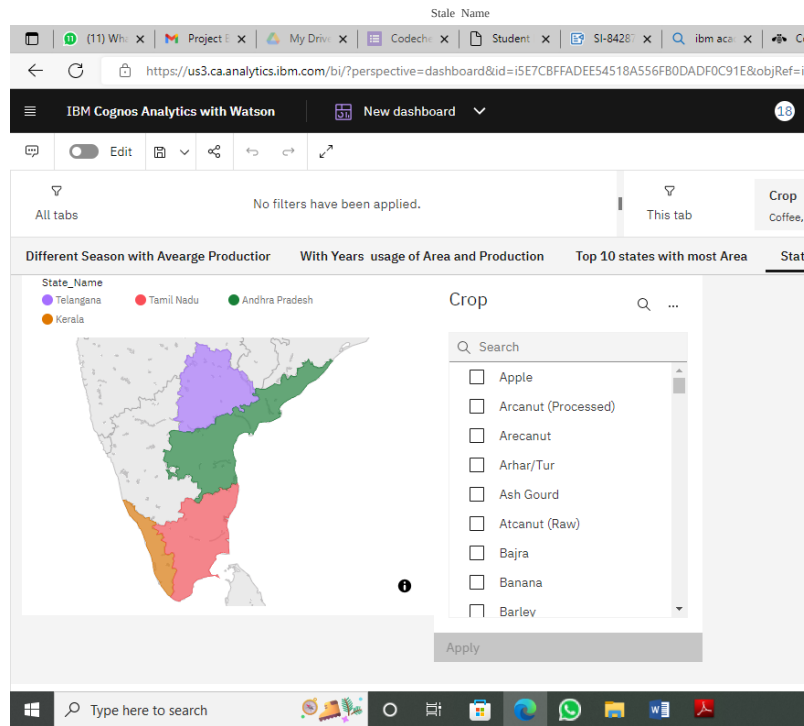 Stale Name
(11) Wha
Project E
My Drive
Codeche
Student
SI-84287
ibm aca
Co
https://us3.ca.analytics.ibm.com/bi/?perspective=dashboard&id=i5E7CBFFADEE54518A556FB0DADF0C91E&objRef=i
IBM Cognos Analytics with Watson
New dashboard
18
Edit
All tabs
No filters have been applied.
This tab
Crop
Coffee,
Different Season with Avearge Productior
With Years usage of Area and Production
Top 10 states with most Area
Stat
State_Name
Telangana
Tamil Nadu
Andhra Pradesh
Kerala
Crop
...
Search
Apple
Arcanut (Processed)
Arecanut
Arhar/Tur
Ash Gourd
Atcanut (Raw)
Bajra
Banana
Barley
Apply
Type here to search